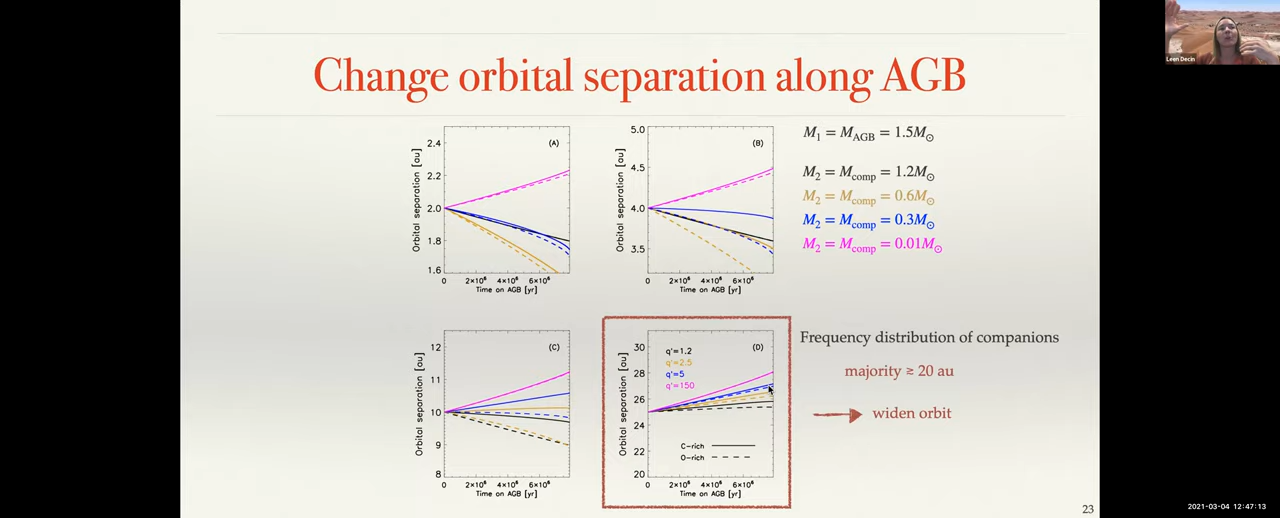 Change orbital separation along AGB
Leen Decin
Orbital separation [au]
2.4
2.2
2.0
1.8
1.6
(A)
0 2×10⁶ 4×10⁶ 6×10⁶
Time on AGB [yr]
Orbital separation [au]
5.0
4.5
4.0
3.5
(B)
0 2×10⁶ 4×10⁶ 6×10⁶
Time on AGB [yr]
M₁ = M_AGB = 1.5M☉
M₂ = M_comp = 1.2M☉
M₂ = M_comp = 0.6M☉
M₂ = M_comp = 0.3M☉
M₂ = M_comp = 0.01M☉
Orbital separation [au]
12
11
10
9
8
(C)
0 2×10⁶ 4×10⁶ 6×10⁶
Time on AGB [yr]
Orbital separation [au]
30
28
26
24
22
20
(D)
q'=1.2
q'=2.5
q'=5
q'=150
C-rich
O-rich
0 2×10⁶ 4×10⁶ 6×10⁶
Time on AGB [yr]
Frequency distribution of companions
majority ≥ 20 au
widen orbit
23
2021-03-04 12:47:13